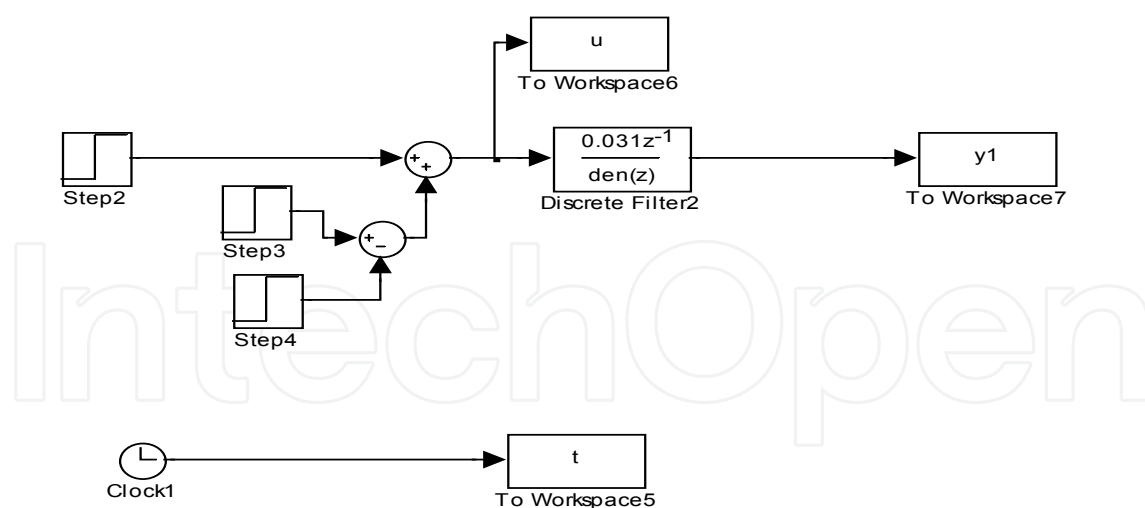 u
To Workspace6
0.031z⁻¹
den(z)
Discrete Filter2
y1
To Workspace7
+
+
Step2
Step3
+
−
Step4
IntechOpen
t
To Workspace5
Clock1